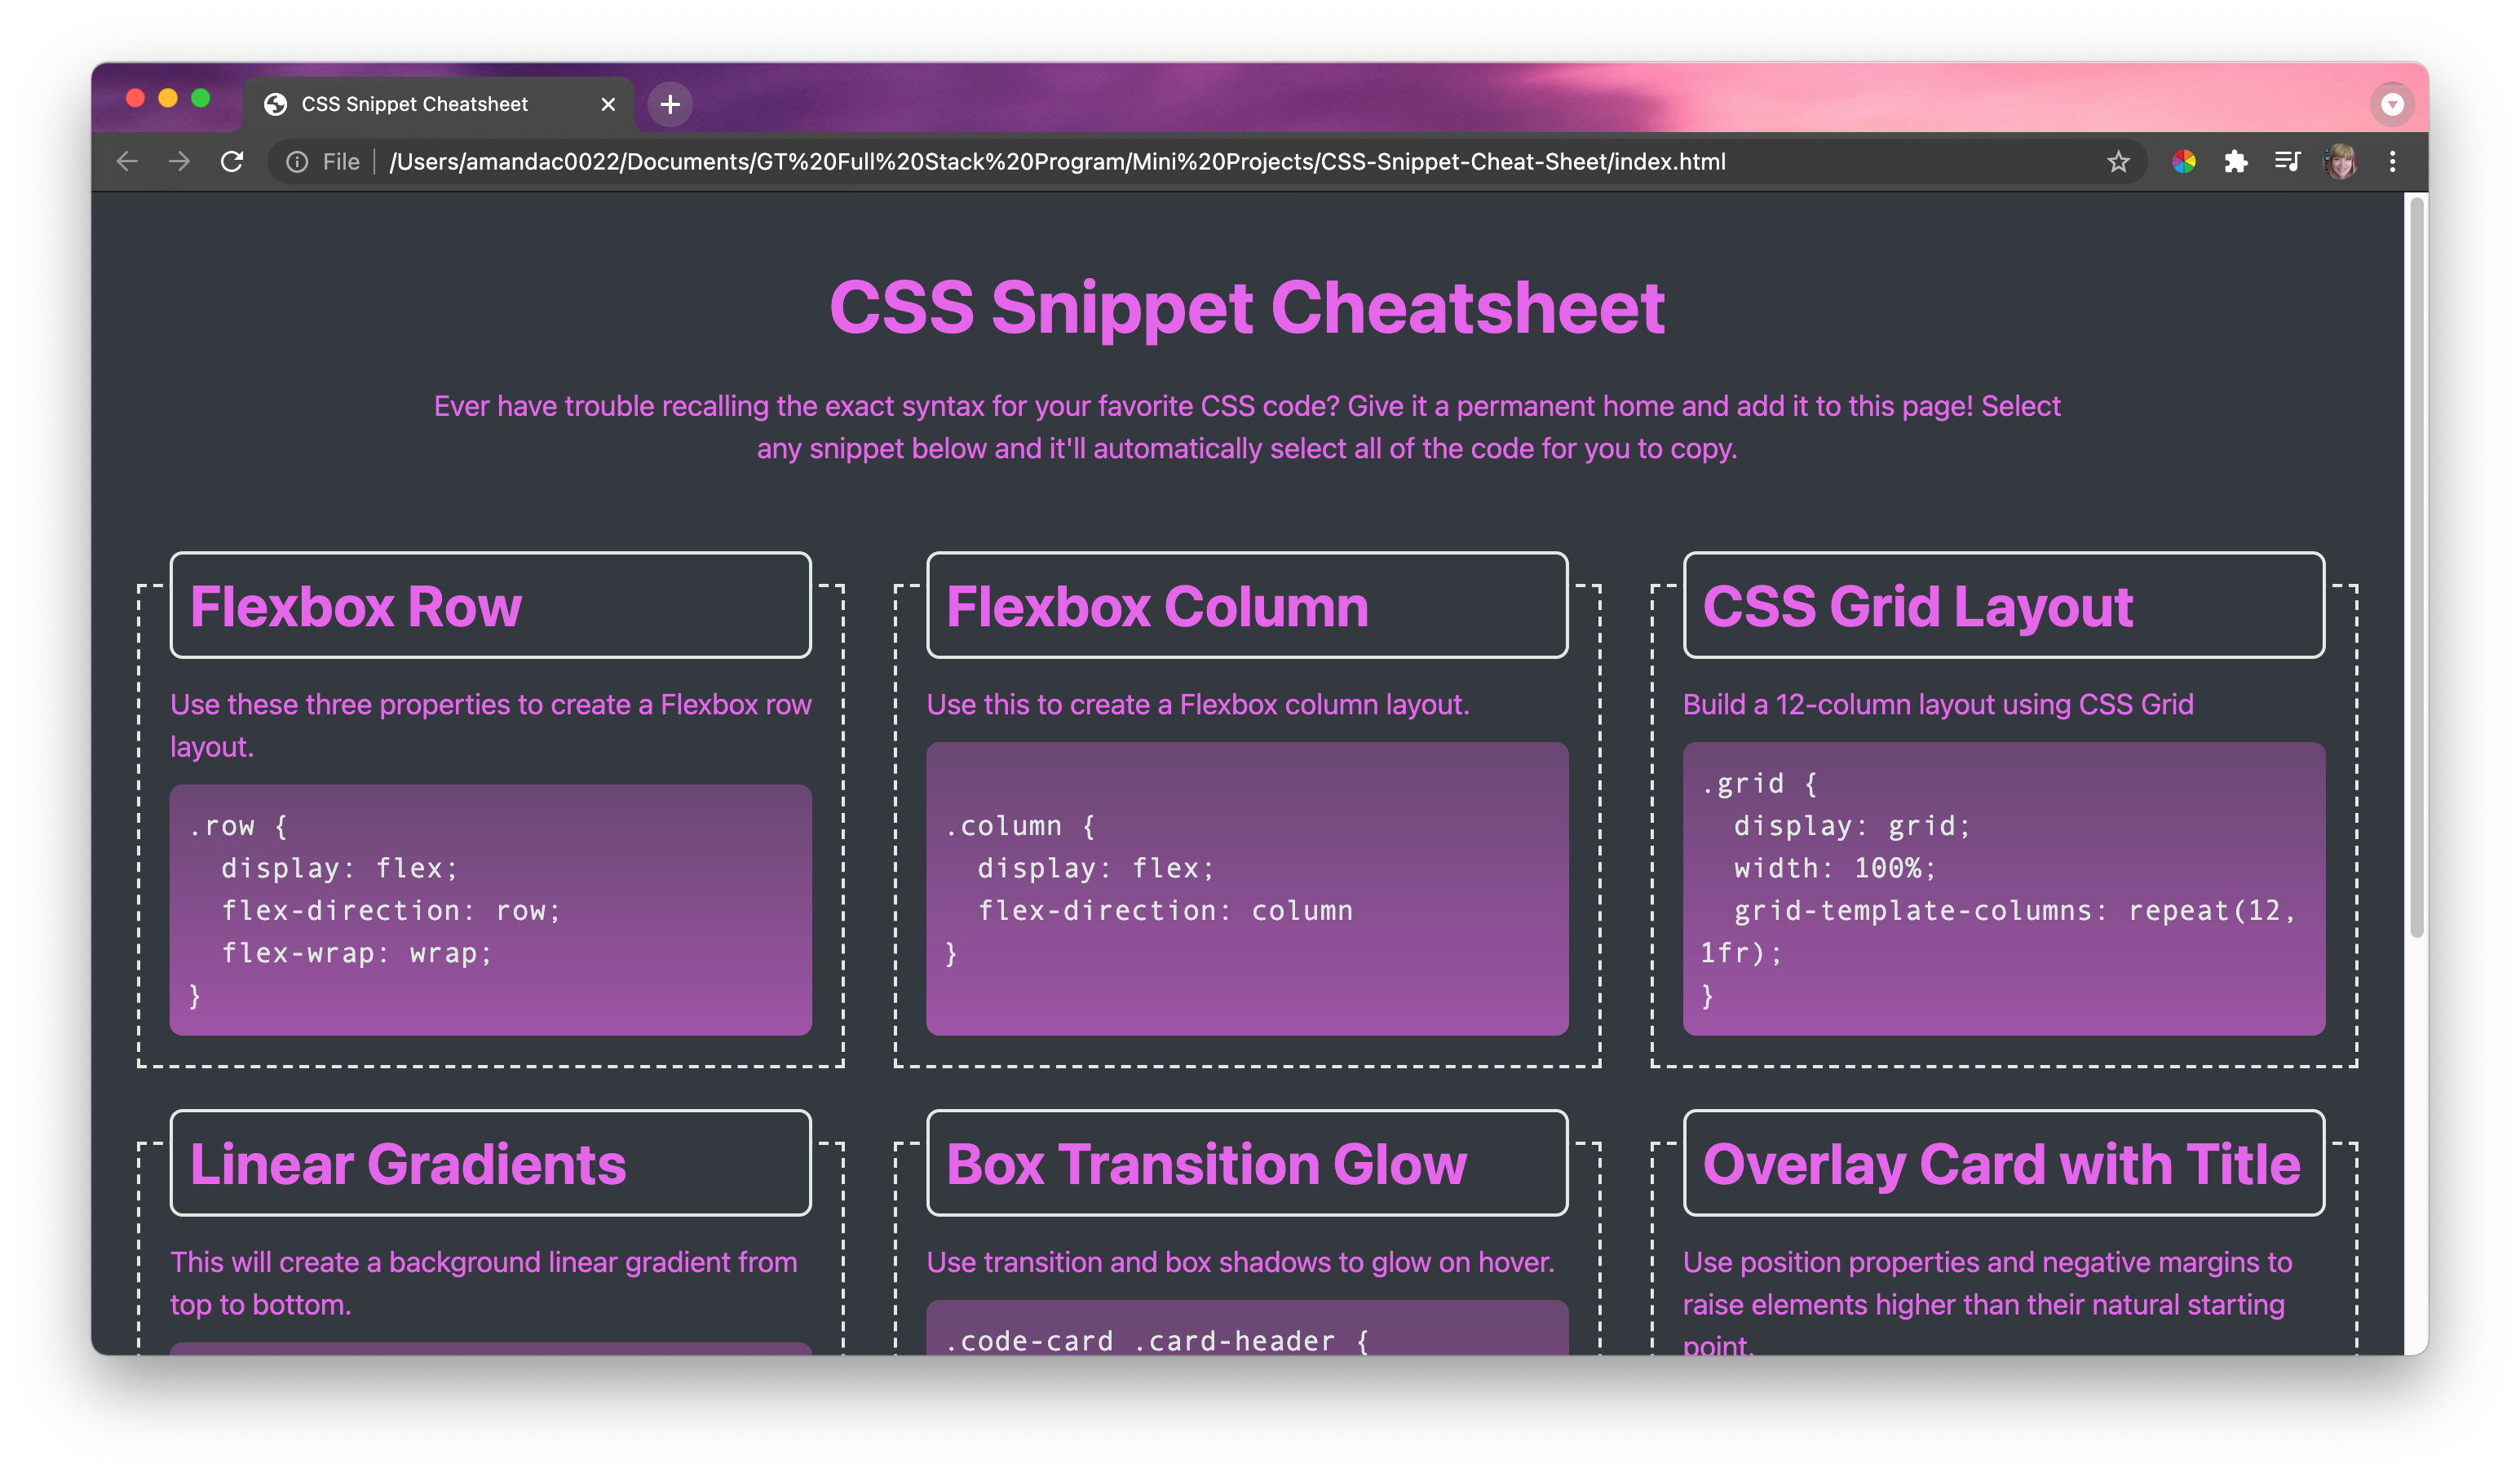 CSS Snippet Cheatsheet
File /Users/amandac0022/Documents/GT%20Full%20Stack%20Program/Mini%20Projects/CSS-Snippet-Cheat-Sheet/index.html
CSS Snippet Cheatsheet
Ever have trouble recalling the exact syntax for your favorite CSS code? Give it a permanent home and add it to this page! Select
any snippet below and it'll automatically select all of the code for you to copy.
Flexbox Row
Use these three properties to create a Flexbox row
layout.
.row {
  display: flex;
  flex-direction: row;
  flex-wrap: wrap;
}
Flexbox Column
Use this to create a Flexbox column layout.
.column {
  display: flex;
  flex-direction: column
}
CSS Grid Layout
Build a 12-column layout using CSS Grid
.grid {
  display: grid;
  width: 100%;
  grid-template-columns: repeat(12,
1fr);
}
Linear Gradients
This will create a background linear gradient from
top to bottom.
Box Transition Glow
Use transition and box shadows to glow on hover.
.code-card .card-header {
Overlay Card with Title
Use position properties and negative margins to
raise elements higher than their natural starting
point.